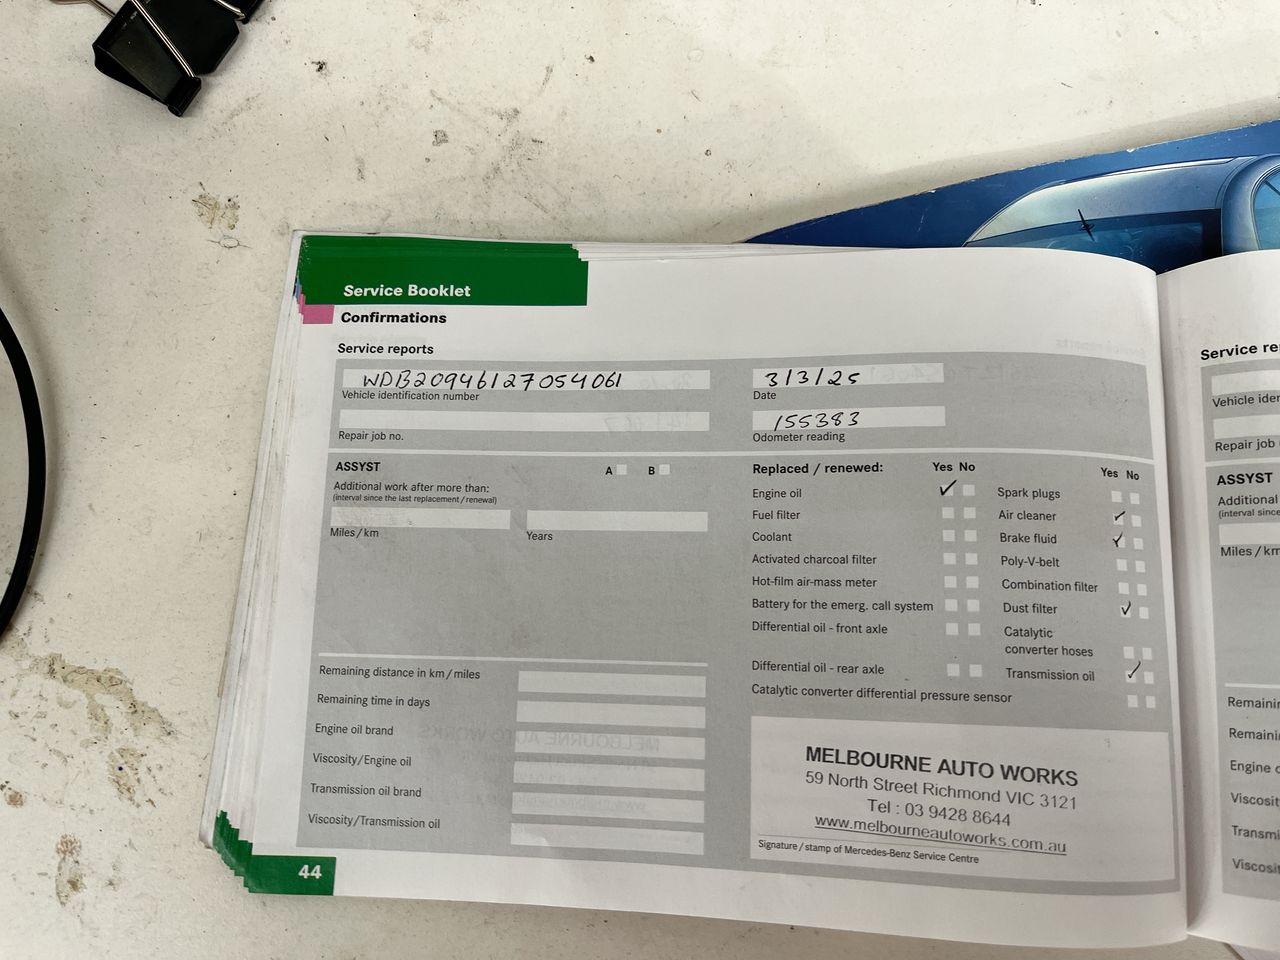 Service Booklet
Confirmations
Service reports
WDB20946127054061
Vehicle identification number
3/3/25
Date
Repair job no.
155383
Odometer reading
ASSYST
A B
Additional work after more than:
(interval since the last replacement / renewal)
Miles / km
Years
Remaining distance in km / miles
Remaining time in days
Engine oil brand
Viscosity/Engine oil
Transmission oil brand
Viscosity/Transmission oil
Replaced / renewed:
Yes No
Engine oil
Fuel filter
Coolant
Activated charcoal filter
Hot-film air-mass meter
Battery for the emerg. call system
Differential oil - front axle
Differential oil - rear axle
Catalytic converter differential pressure sensor
Yes No
Spark plugs
Air cleaner
Brake fluid
Poly-V-belt
Combination filter
Dust filter
Catalytic
converter hoses
Transmission oil
MELBOURNE AUTO WORKS
59 North Street Richmond VIC 3121
Tel : 03 9428 8644
www.melbourneautoworks.com.au
Signature / stamp of Mercedes-Benz Service Centre
44
Service re
Vehicle iden
Repair job
ASSYST
Additional
(interval since
Miles / km
Remainin
Remainin
Engine o
Viscosit
Transmi
Viscosit